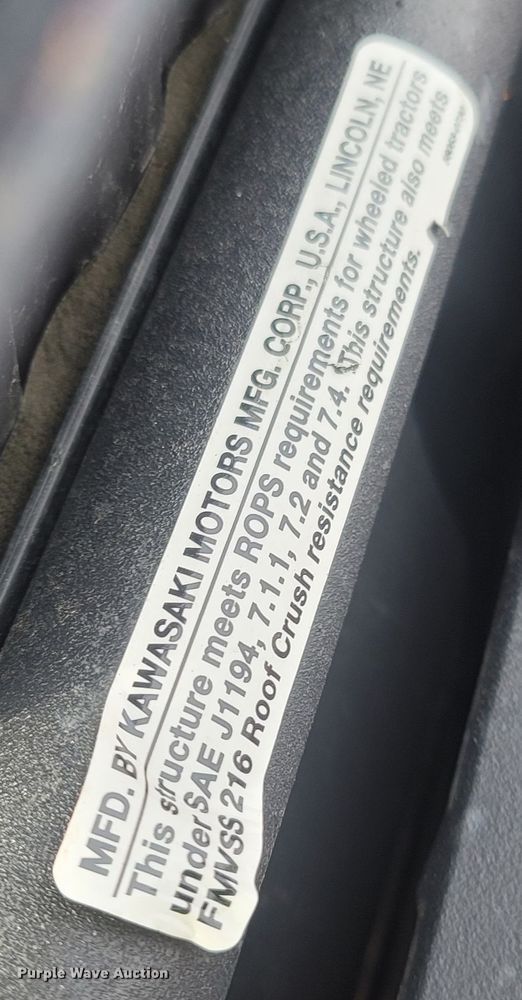 MFD. BY KAWASAKI MOTORS MFG. CORP., U.S.A., LINCOLN, NE
This structure meets ROPS requirements for wheeled tractors
under SAE J1194, 7.1.1, 7.2 and 7.4. This structure also meets
FMVSS 216 Roof Crush resistance requirements.
Purple Wave Auction